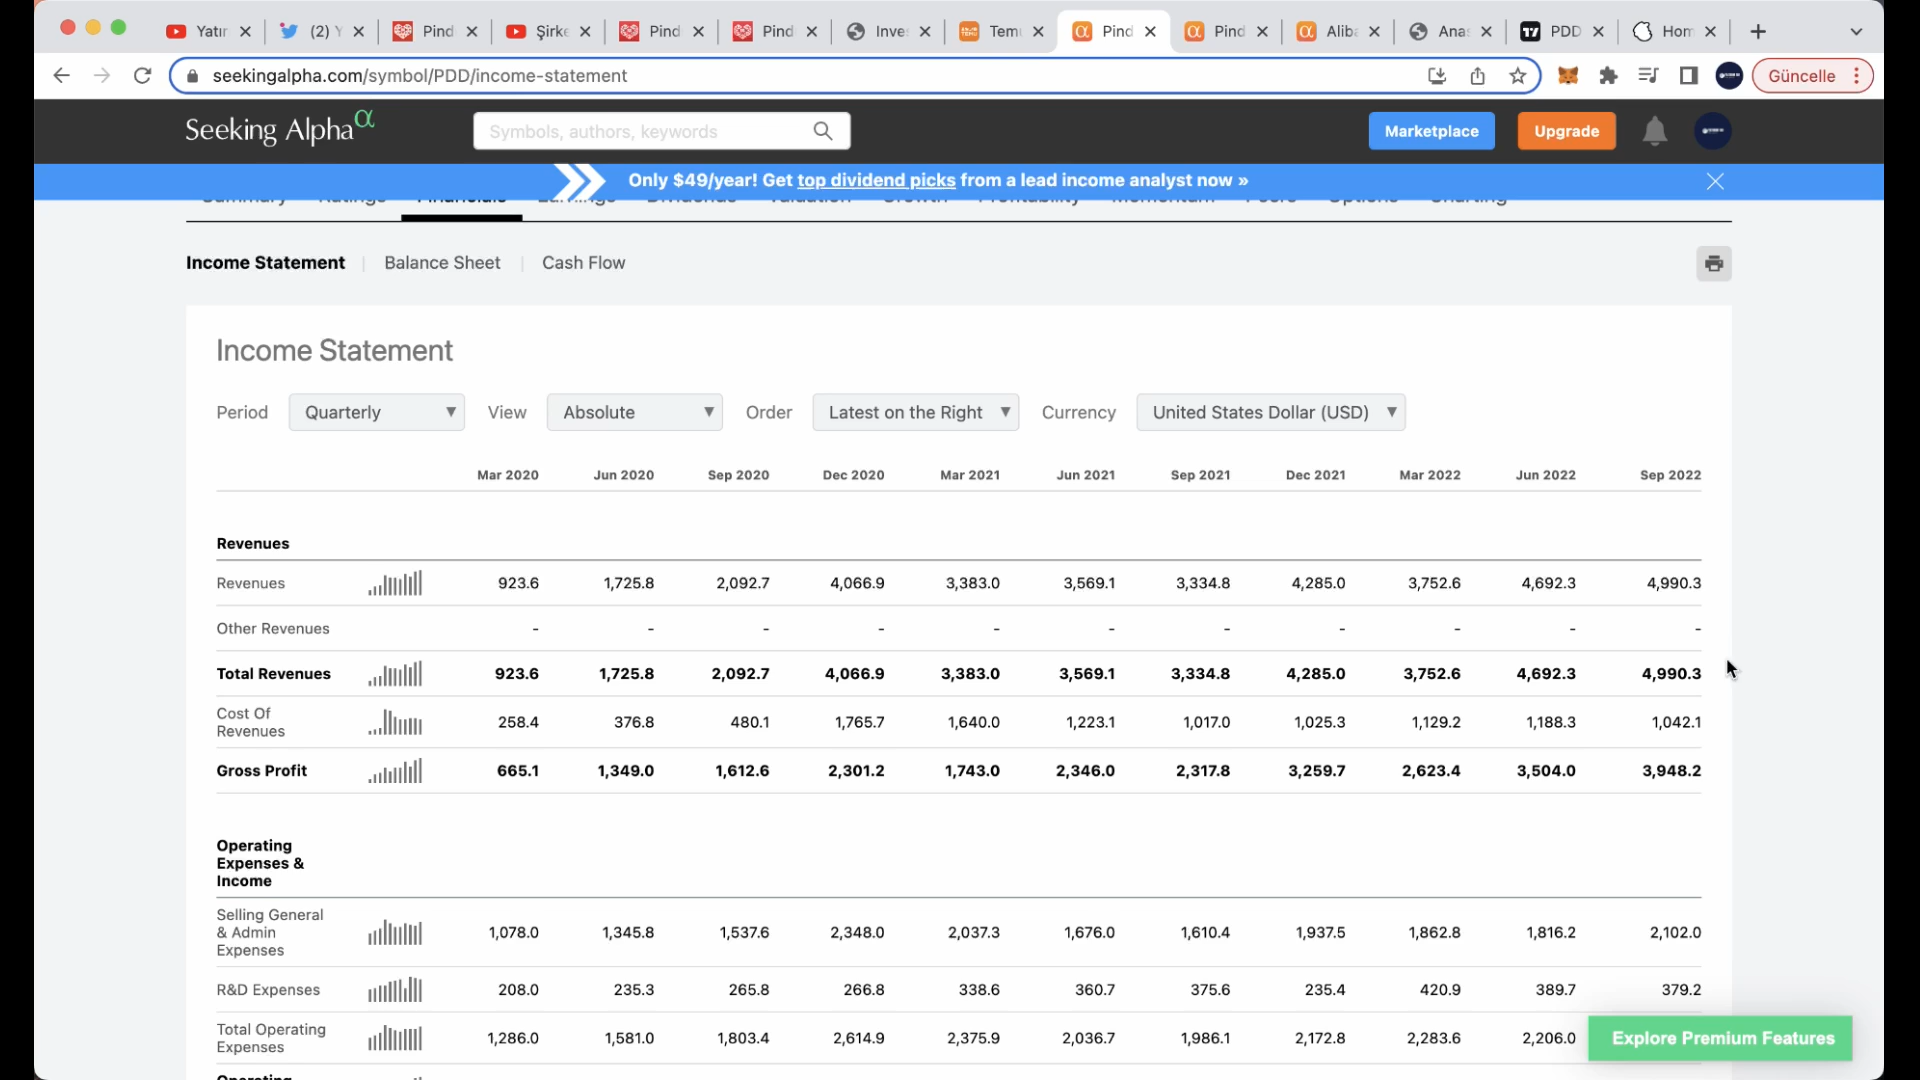 Yatır
(2) Y
Pind
Şirke
Pind
Pind
Inve
Tem
Pind
Pind
Alib
Ana
PDD
Hom
seekingalpha.com/symbol/PDD/income-statement
Güncelle
Seeking Alpha α
Symbols, authors, keywords
Marketplace
Upgrade
Only $49/year! Get top dividend picks from a lead income analyst now »
Income Statement
Balance Sheet
Cash Flow
Income Statement
Period Quarterly View Absolute Order Latest on the Right Currency United States Dollar (USD)
Mar 2020 Jun 2020 Sep 2020 Dec 2020 Mar 2021 Jun 2021 Sep 2021 Dec 2021 Mar 2022 Jun 2022 Sep 2022
Revenues
Revenues 923.6 1,725.8 2,092.7 4,066.9 3,383.0 3,569.1 3,334.8 4,285.0 3,752.6 4,692.3 4,990.3
Other Revenues - - - - - - - - - - -
Total Revenues 923.6 1,725.8 2,092.7 4,066.9 3,383.0 3,569.1 3,334.8 4,285.0 3,752.6 4,692.3 4,990.3
Cost Of
Revenues 258.4 376.8 480.1 1,765.7 1,640.0 1,223.1 1,017.0 1,025.3 1,129.2 1,188.3 1,042.1
Gross Profit 665.1 1,349.0 1,612.6 2,301.2 1,743.0 2,346.0 2,317.8 3,259.7 2,623.4 3,504.0 3,948.2
Operating
Expenses &
Income
Selling General
& Admin 1,078.0 1,345.8 1,537.6 2,348.0 2,037.3 1,676.0 1,610.4 1,937.5 1,862.8 1,816.2 2,102.0
Expenses
R&D Expenses 208.0 235.3 265.8 266.8 338.6 360.7 375.6 235.4 420.9 389.7 379.2
Total Operating
Expenses 1,286.0 1,581.0 1,803.4 2,614.9 2,375.9 2,036.7 1,986.1 2,172.8 2,283.6 2,206.0
Explore Premium Features